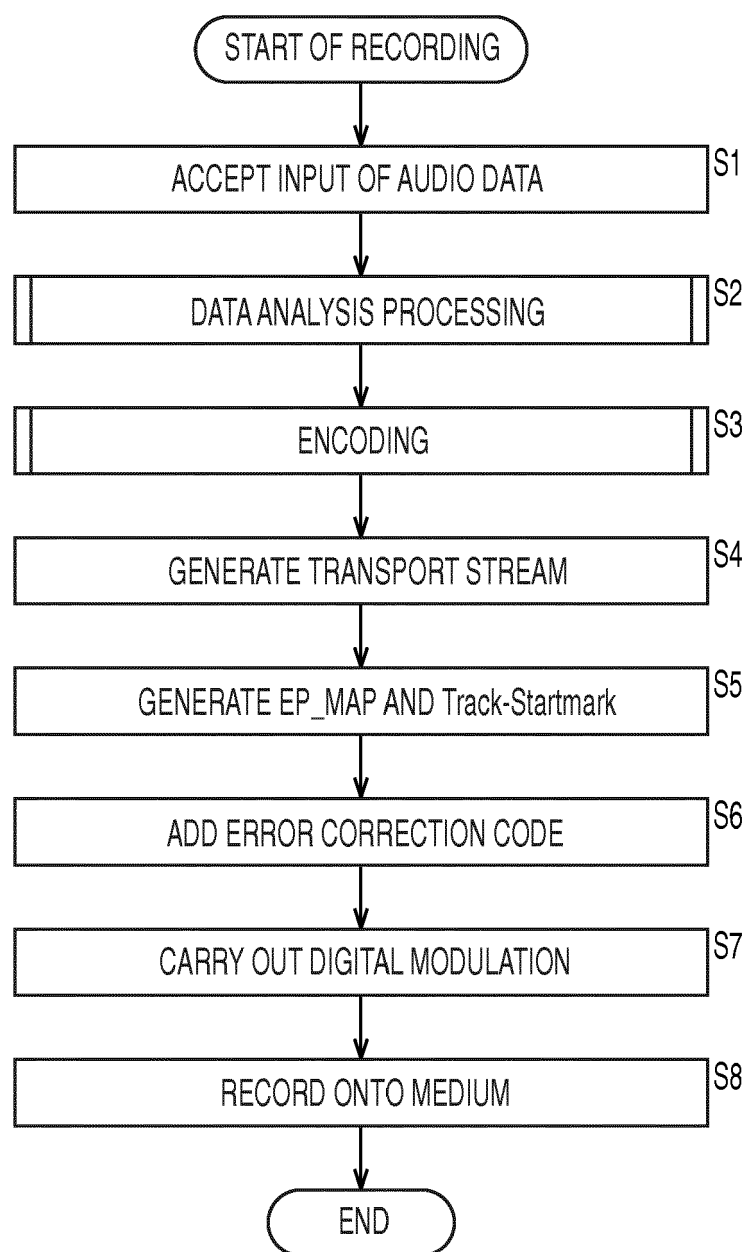 START OF RECORDING
ACCEPT INPUT OF AUDIO DATA
S1
DATA ANALYSIS PROCESSING
S2
ENCODING
S3
GENERATE TRANSPORT STREAM
S4
GENERATE EP_MAP AND Track-Startmark
S5
ADD ERROR CORRECTION CODE
S6
CARRY OUT DIGITAL MODULATION
S7
RECORD ONTO MEDIUM
S8
END